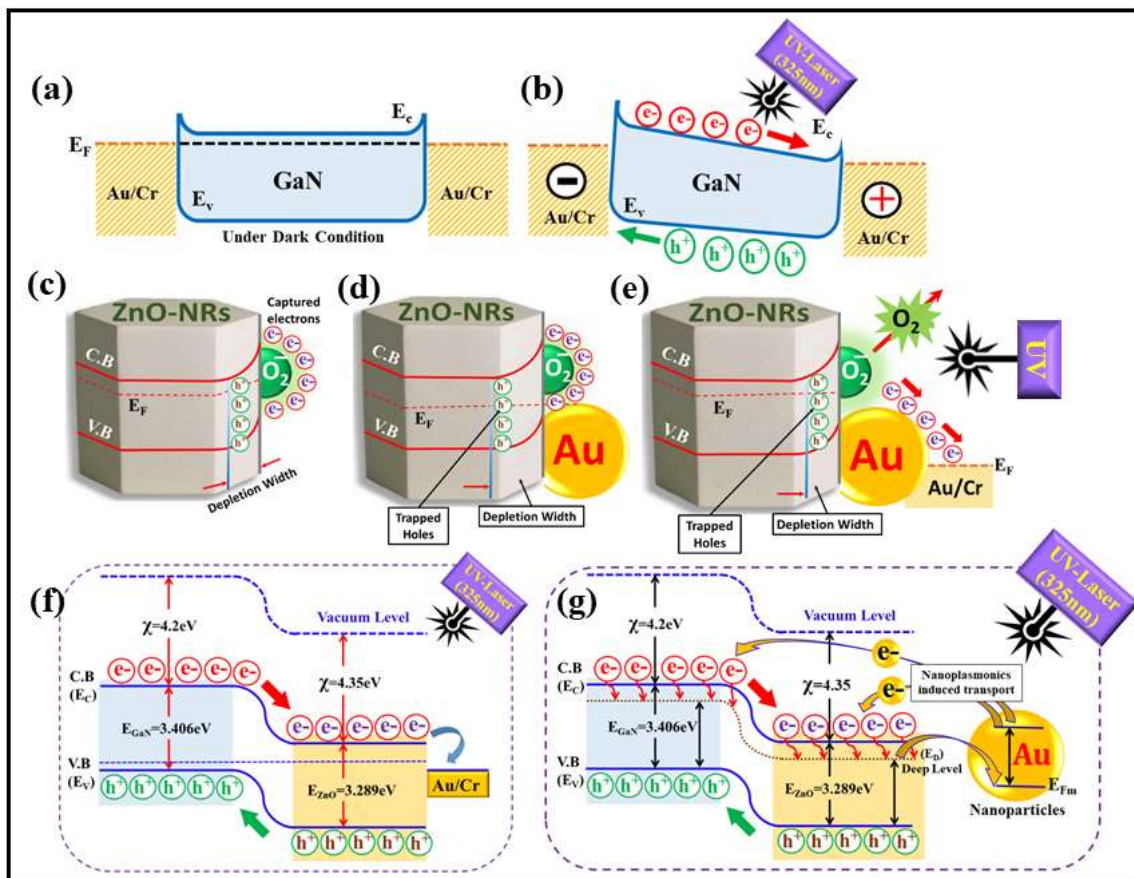 (a)
E_F
Au/Cr
GaN
E_c
E_v
Au/Cr
Under Dark Condition
(b)
UV-Laser
(325nm)
e- e- e- e-
E_c
GaN
E_v
Au/Cr
Au/Cr
h+ h+ h+ h+
(c)
ZnO-NRs
Captured
electrons
C.B
E_F
V.B
O2-
e- e- e- e- e- e- e- e-
h+
h+
h+
h+
Depletion Width
(d)
ZnO-NRs
C.B
E_F
V.B
O2-
e- e- e- e- e- e- e-
h+
h+
h+
h+
Au
Trapped
Holes
Depletion Width
(e)
ZnO-NRs
C.B
E_F
V.B
O2-
O2
UV
h+
h+
h+
h+
Au
e- e- e- e- e- e-
E_F
Au/Cr
Trapped
Holes
Depletion Width
(f)
UV-Laser
(325nm)
Vacuum Level
χ=4.2eV
χ=4.35eV
C.B
(E_C)
e- e- e- e- e-
e- e- e- e- e-
E_GaN=3.406eV
V.B
(E_V)
Au/Cr
E_ZnO=3.289eV
h+ h+ h+ h+ h+
h+ h+ h+ h+ h+
(g)
UV-Laser
(325nm)
Vacuum Level
χ=4.2eV
χ=4.35
C.B
(E_C)
e- e- e- e- e-
e-
e-
Nanoplasmonics
induced transport
e- e- e- e- e-
E_GaN=3.406eV
V.B
(E_V)
(E_D)
Deep Level
Au
E_Fm
Nanoparticles
E_ZnO=3.289eV
h+ h+ h+ h+ h+
h+ h+ h+ h+ h+